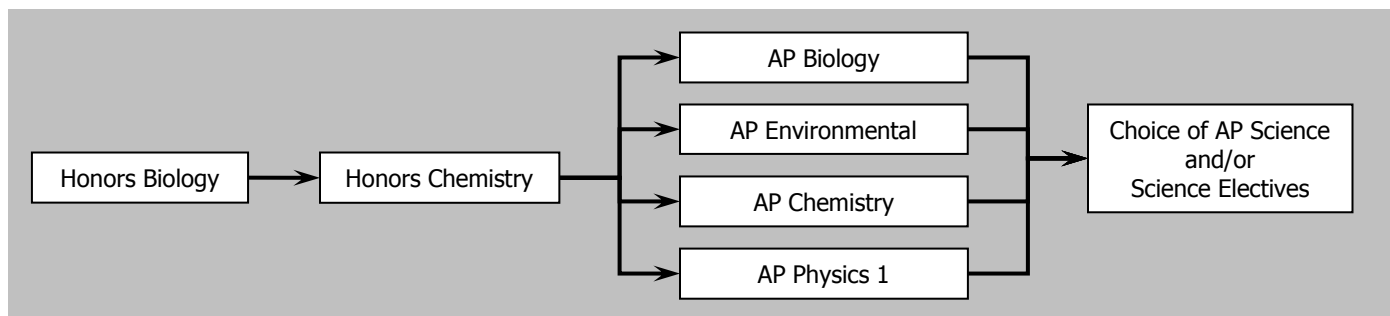 Honors Biology
Honors Chemistry
AP Biology
AP Environmental
AP Chemistry
AP Physics 1
Choice of AP Science
and/or
Science Electives